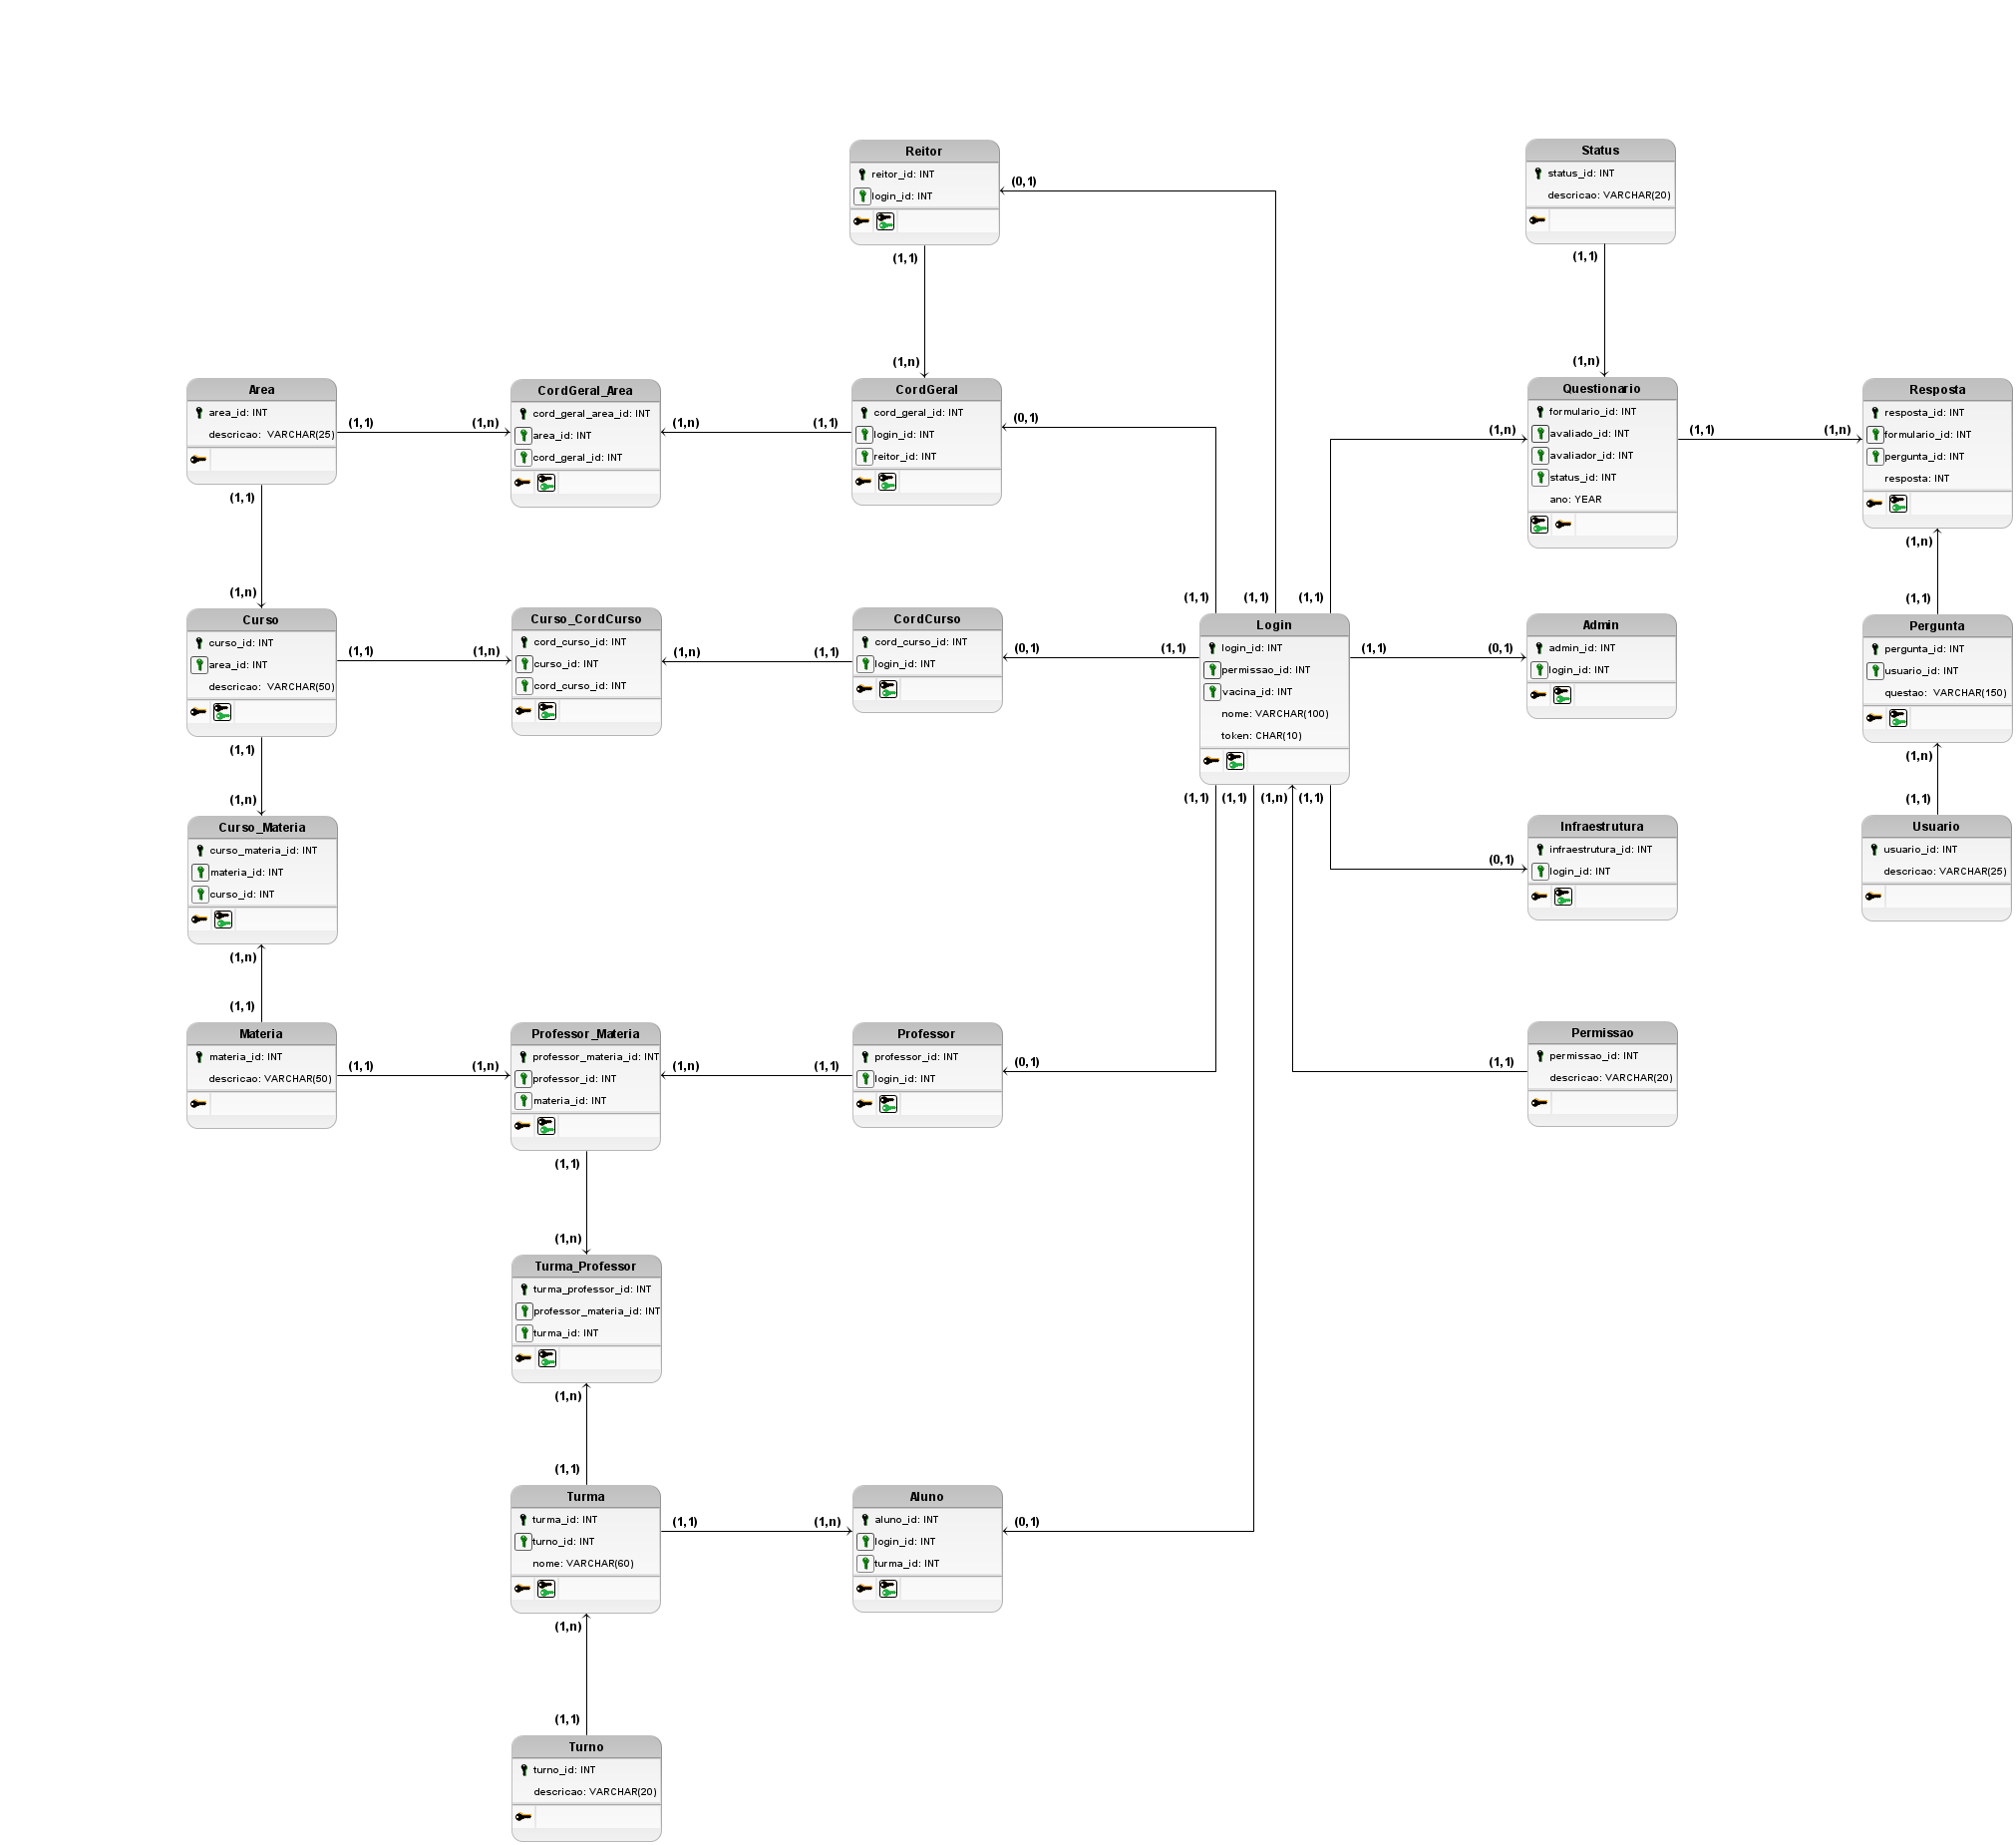 Reitor
reitor_id: INT
login_id: INT
(0,1)
(1,1)
(1,n)
Status
status_id: INT
descricao: VARCHAR(20)
(1,1)
(1,n)
Area
area_id: INT
descricao: VARCHAR(25)
(1,1)
(1,n)
(1,1)
(1,n)
CordGeral_Area
cord_geral_area_id: INT
area_id: INT
cord_geral_id: INT
(1,n)
(1,1)
CordGeral
cord_geral_id: INT
login_id: INT
reitor_id: INT
(0,1)
Questionario
formulario_id: INT
avaliado_id: INT
avaliador_id: INT
status_id: INT
ano: YEAR
(1,n)
(1,1)
(1,n)
Resposta
resposta_id: INT
formulario_id: INT
pergunta_id: INT
resposta: INT
(1,n)
(1,1)
Curso
curso_id: INT
area_id: INT
descricao: VARCHAR(50)
(1,1)
(1,n)
(1,1)
(1,n)
Curso_CordCurso
cord_curso_id: INT
curso_id: INT
cord_curso_id: INT
(1,n)
(1,1)
CordCurso
cord_curso_id: INT
login_id: INT
(0,1)
(1,1)
(1,1)
(1,1)
(1,1)
Login
login_id: INT
permissao_id: INT
vacina_id: INT
nome: VARCHAR(100)
token: CHAR(10)
(1,1)
(0,1)
(1,1)
(1,1)
(1,n)
(1,1)
Admin
admin_id: INT
login_id: INT
Pergunta
pergunta_id: INT
usuario_id: INT
questao: VARCHAR(150)
(1,n)
(1,1)
Curso_Materia
curso_materia_id: INT
materia_id: INT
curso_id: INT
(1,n)
(1,1)
(0,1)
Infraestrutura
infraestrutura_id: INT
login_id: INT
Usuario
usuario_id: INT
descricao: VARCHAR(25)
Materia
materia_id: INT
descricao: VARCHAR(50)
(1,1)
(1,n)
Professor_Materia
professor_materia_id: INT
professor_id: INT
materia_id: INT
(1,n)
(1,1)
(1,1)
(1,n)
Professor
professor_id: INT
login_id: INT
(0,1)
(1,1)
Permissao
permissao_id: INT
descricao: VARCHAR(20)
Turma_Professor
turma_professor_id: INT
professor_materia_id: INT
turma_id: INT
(1,n)
(1,1)
Turma
turma_id: INT
turno_id: INT
nome: VARCHAR(60)
(1,1)
(1,n)
Aluno
aluno_id: INT
login_id: INT
turma_id: INT
(0,1)
(1,n)
(1,1)
Turno
turno_id: INT
descricao: VARCHAR(20)